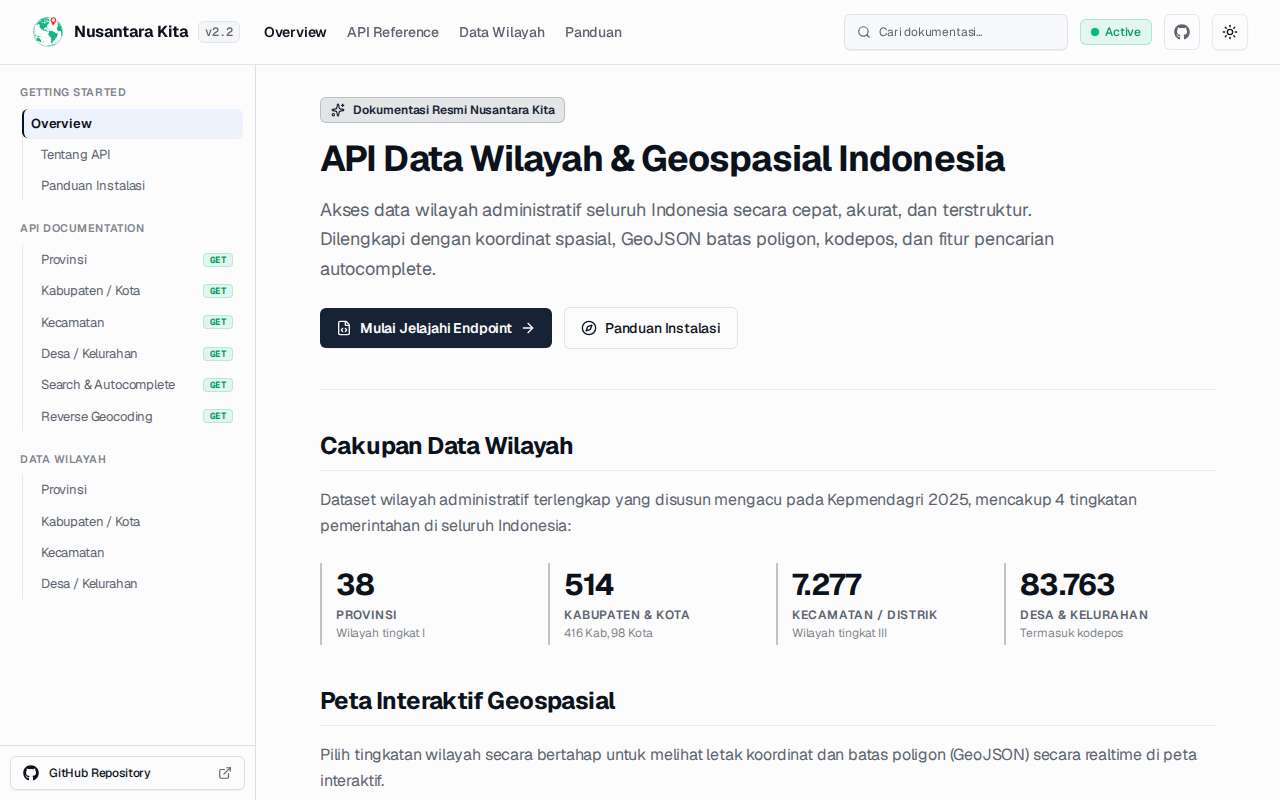 Nusantara Kita v2.2 Overview API Reference Data Wilayah Panduan Cari dokumentasi... Active
GETTING STARTED
Overview
Tentang API
Panduan Instalasi
API DOCUMENTATION
Provinsi GET
Kabupaten / Kota GET
Kecamatan GET
Desa / Kelurahan GET
Search & Autocomplete GET
Reverse Geocoding GET
DATA WILAYAH
Provinsi
Kabupaten / Kota
Kecamatan
Desa / Kelurahan
GitHub Repository
Dokumentasi Resmi Nusantara Kita
API Data Wilayah & Geospasial Indonesia
Akses data wilayah administratif seluruh Indonesia secara cepat, akurat, dan terstruktur.
Dilengkapi dengan koordinat spasial, GeoJSON batas poligon, kodepos, dan fitur pencarian
autocomplete.
Mulai Jelajahi Endpoint Panduan Instalasi
Cakupan Data Wilayah
Dataset wilayah administratif terlengkap yang disusun mengacu pada Kepmendagri 2025, mencakup 4 tingkatan
pemerintahan di seluruh Indonesia:
38
PROVINSI
Wilayah tingkat I
514
KABUPATEN & KOTA
416 Kab, 98 Kota
7.277
KECAMATAN / DISTRIK
Wilayah tingkat III
83.763
DESA & KELURAHAN
Termasuk kodepos
Peta Interaktif Geospasial
Pilih tingkatan wilayah secara bertahap untuk melihat letak koordinat dan batas poligon (GeoJSON) secara realtime di peta
interaktif.